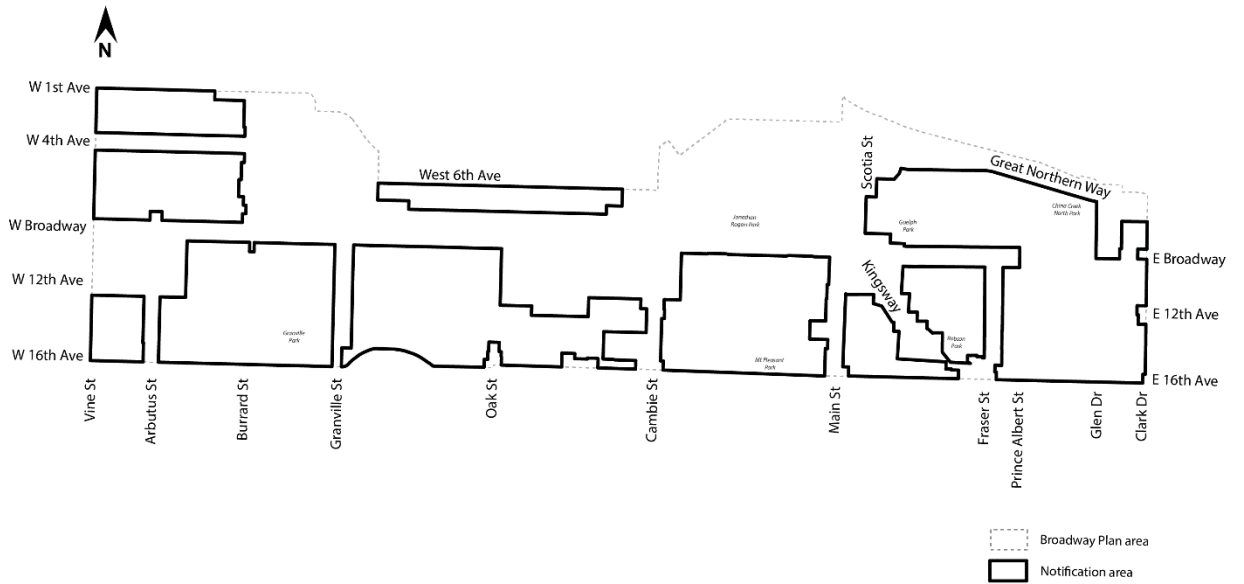 N
W 1st Ave
W 4th Ave
W Broadway
W 12th Ave
W 16th Ave
West 6th Ave
Scotia St
Great Northern Way
China Creek
North Park
Guelph
Park
Jonathan
Rogers Park
Kingsway
E Broadway
E 12th Ave
E 16th Ave
Granville
Park
Mt Pleasant
Park
Robson
Park
Vine St
Arbutus St
Burrard St
Granville St
Oak St
Cambie St
Main St
Fraser St
Prince Albert St
Glen Dr
Clark Dr
Broadway Plan area
Notification area